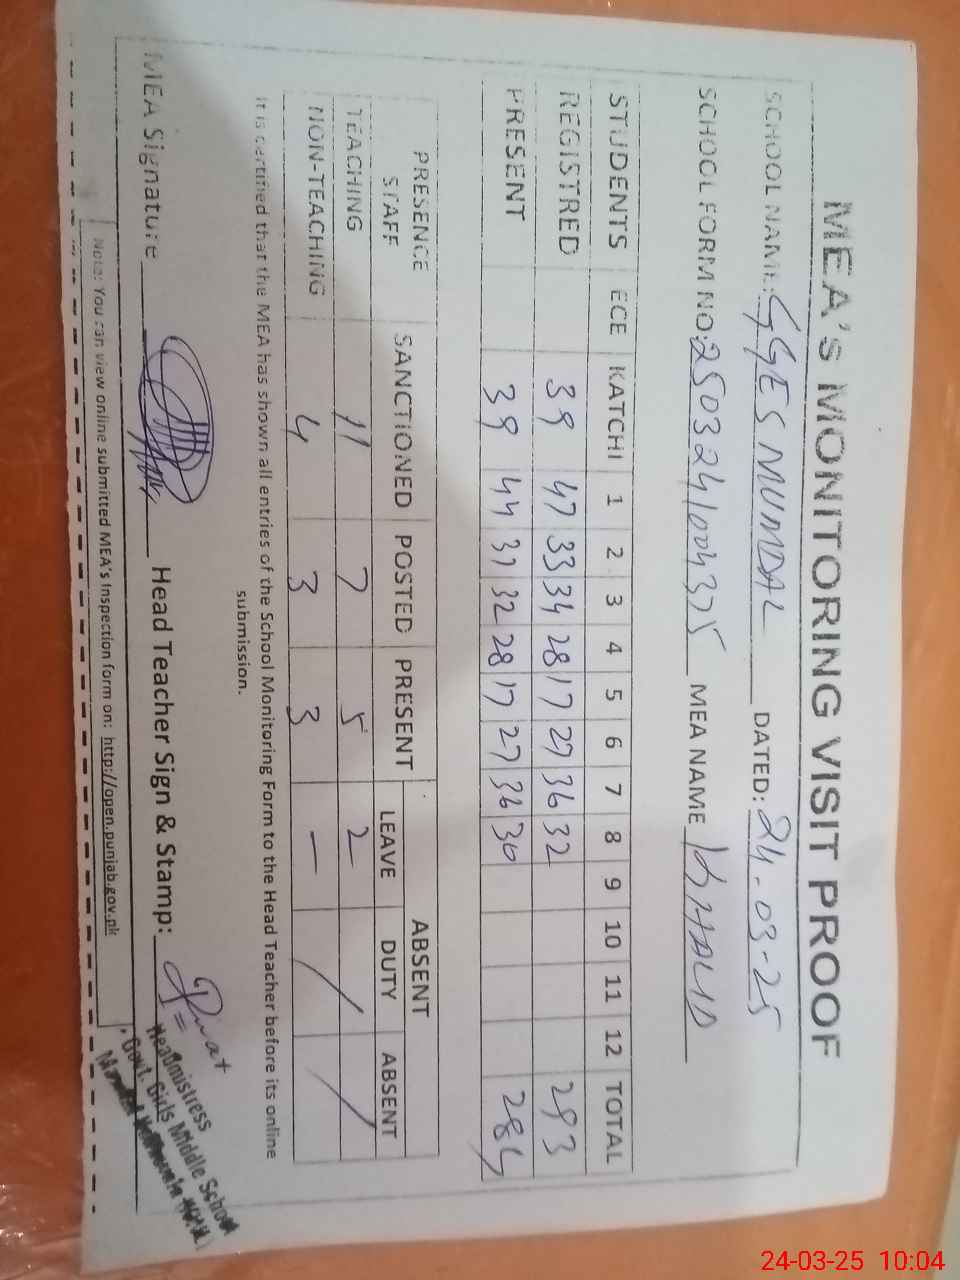 MEA'S MONITORING VISIT PROOF
SCHOOL NAME: GGES MUMDAL DATED: 24-03-25
SCHOOL FORM NO: MEA NAME KHALID
STUDENTS ECE KATCHI 1 2 3 4 5 6 7 8 9 10 11 12 TOTAL
REGISTRED 39 47 33 34 28 17 27 36 32 293
PRESENT 39 44 31 32 28 17 27 36 30 284
PRESENCE ABSENT
STAFF SANCTIONED POSTED PRESENT LEAVE DUTY ABSENT
TEACHING 11 7 5 2 /
NON-TEACHING 4 3 3 — /
It is certified that the MEA has shown all entries of the School Monitoring Form to the Head Teacher before its online
submission.
MEA Signature Head Teacher Sign & Stamp:
Headmistress
Govt. Girls Middle School
Note: You can view online submitted MEA's Inspection form on: http://open.punjab.gov.pk
24-03-25 10:04